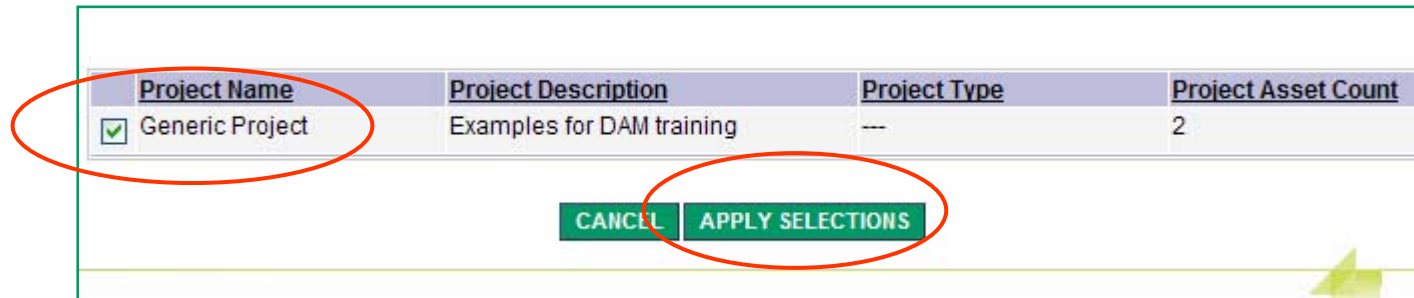 Project Name Project Description Project Type Project Asset Count
Generic Project Examples for DAM training --- 2
CANCEL APPLY SELECTIONS